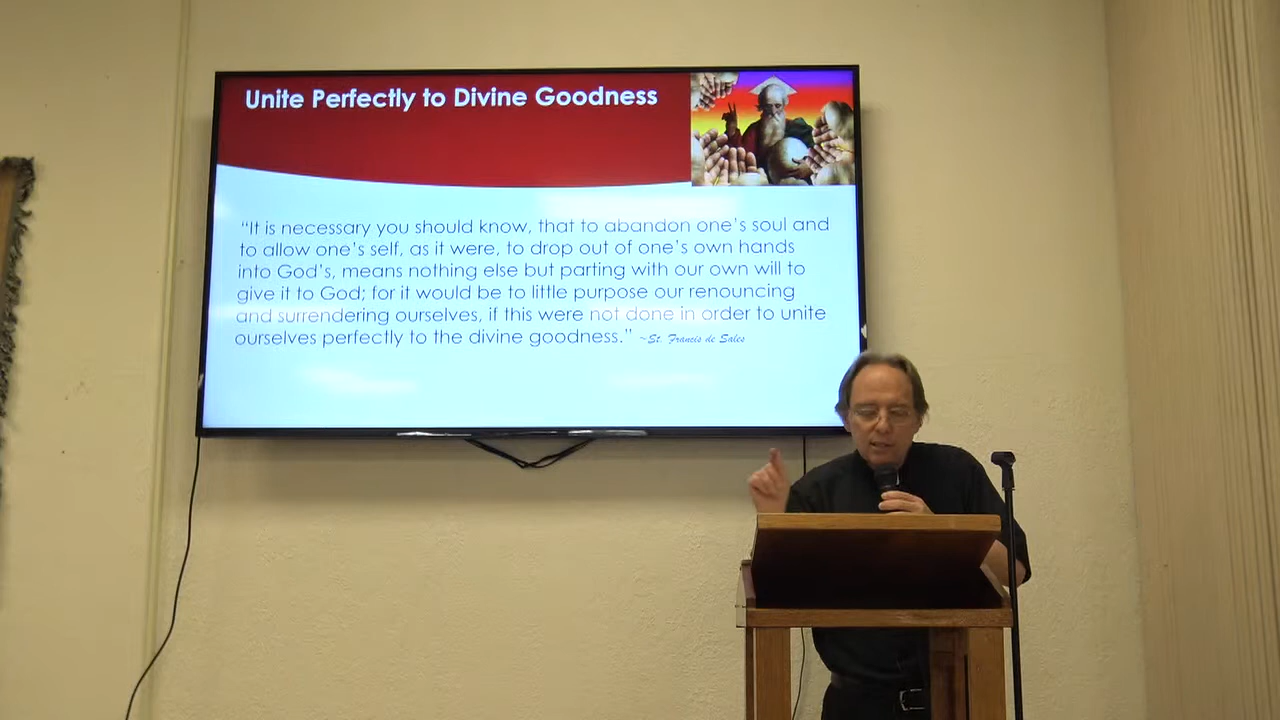 Unite Perfectly to Divine Goodness
“It is necessary you should know, that to abandon one’s soul and
to allow one’s self, as it were, to drop out of one’s own hands
into God’s, means nothing else but parting with our own will to
give it to God; for it would be to little purpose our renouncing
and surrendering ourselves, if this were not done in order to unite
ourselves perfectly to the divine goodness.” ~St. Francis de Sales